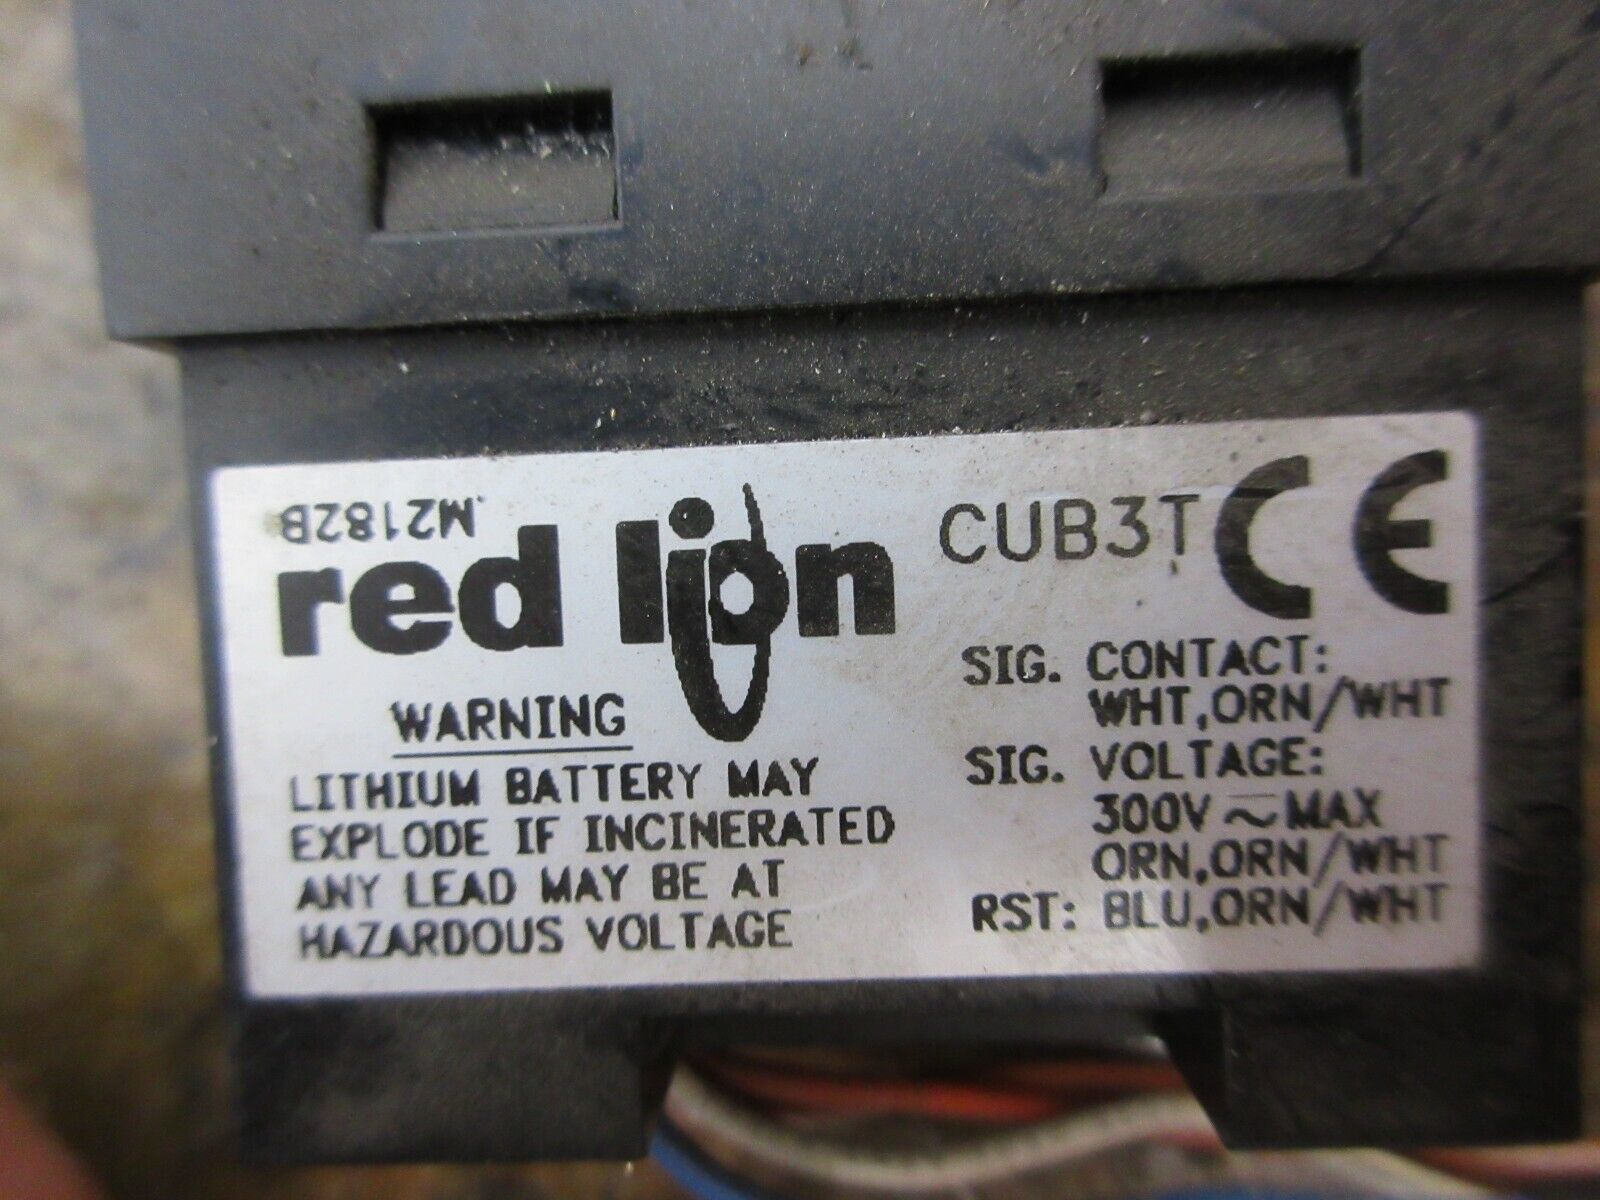 .M2182B
red lion
CUB3T CE
WARNING
LITHIUM BATTERY MAY
EXPLODE IF INCINERATED
ANY LEAD MAY BE AT
HAZARDOUS VOLTAGE
SIG. CONTACT:
WHT,ORN/WHT
SIG. VOLTAGE:
300V ⏦ MAX
ORN,ORN/WHT
RST: BLU,ORN/WHT